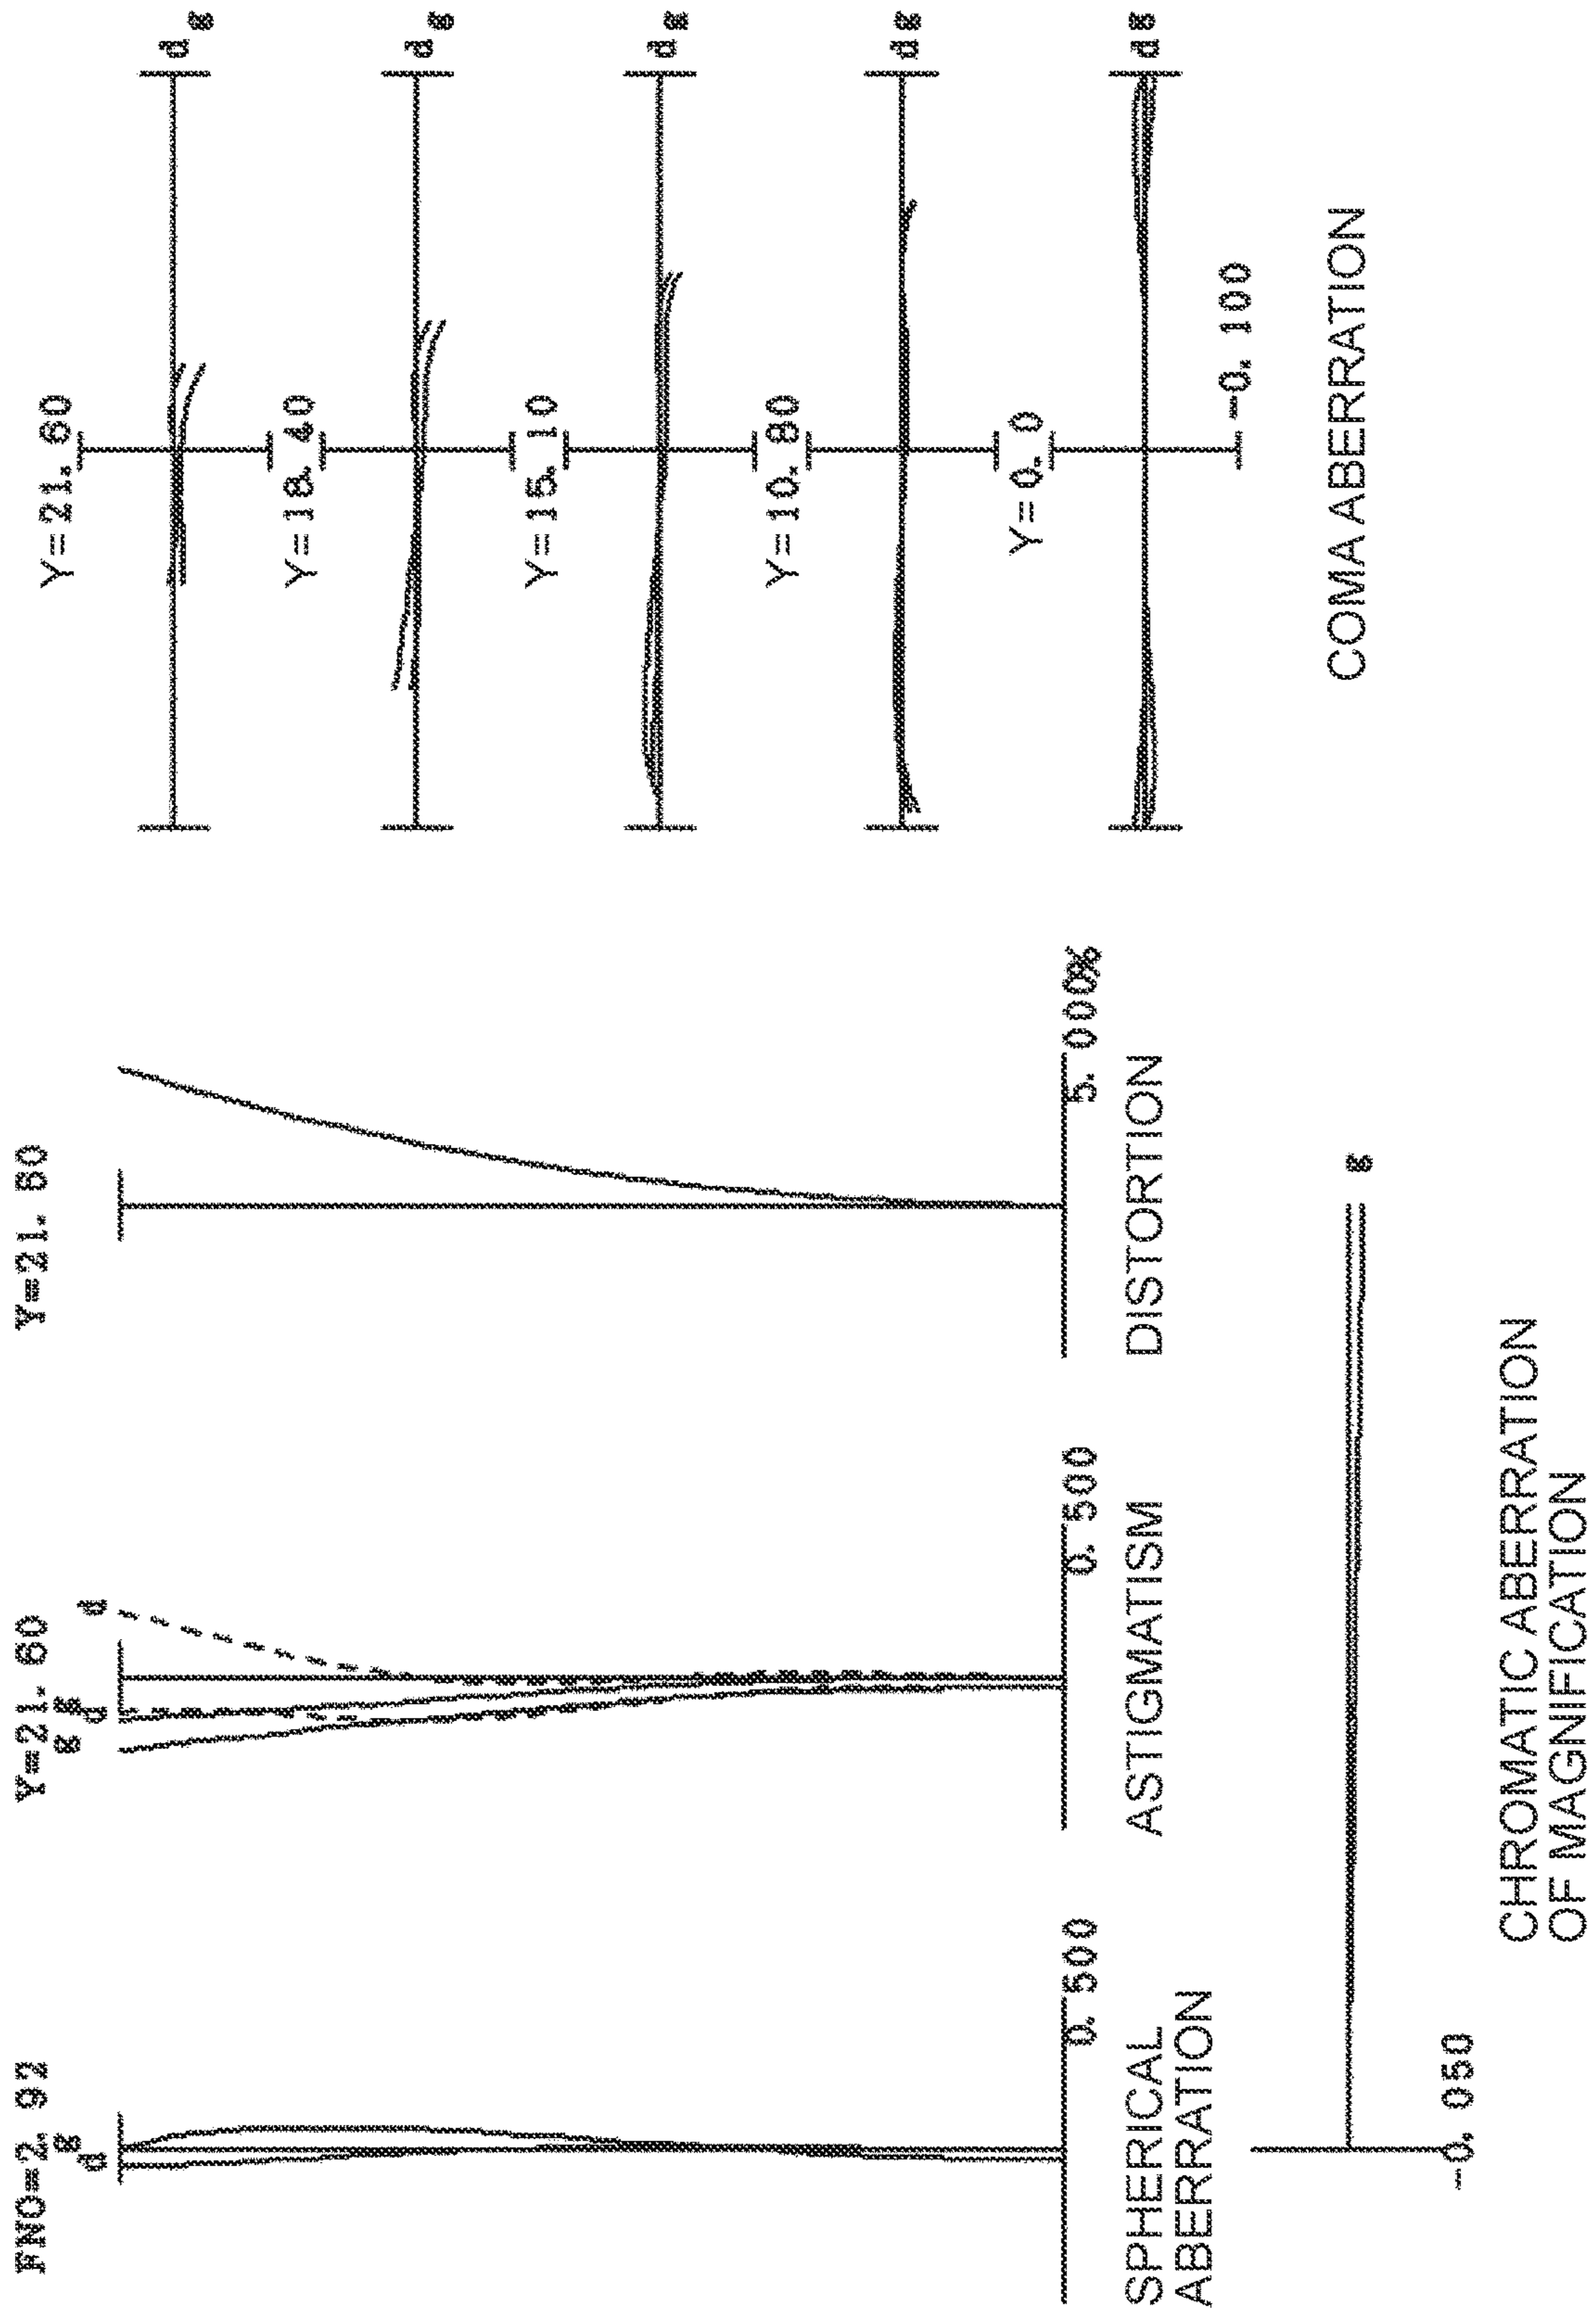 FNO=2. 92
g
d
0. 500
SPHERICAL
ABERRATION
Y=21. 60
g
d
g
d
0. 500
ASTIGMATISM
Y=21. 60
5. 000%
DISTORTION
g
-0. 050
CHROMATIC ABERRATION
OF MAGNIFICATION
Y=21. 60
d g
Y=18. 40
d g
Y=15. 10
d g
Y=10. 80
d g
Y=0. 0
d g
-0. 100
COMA ABERRATION